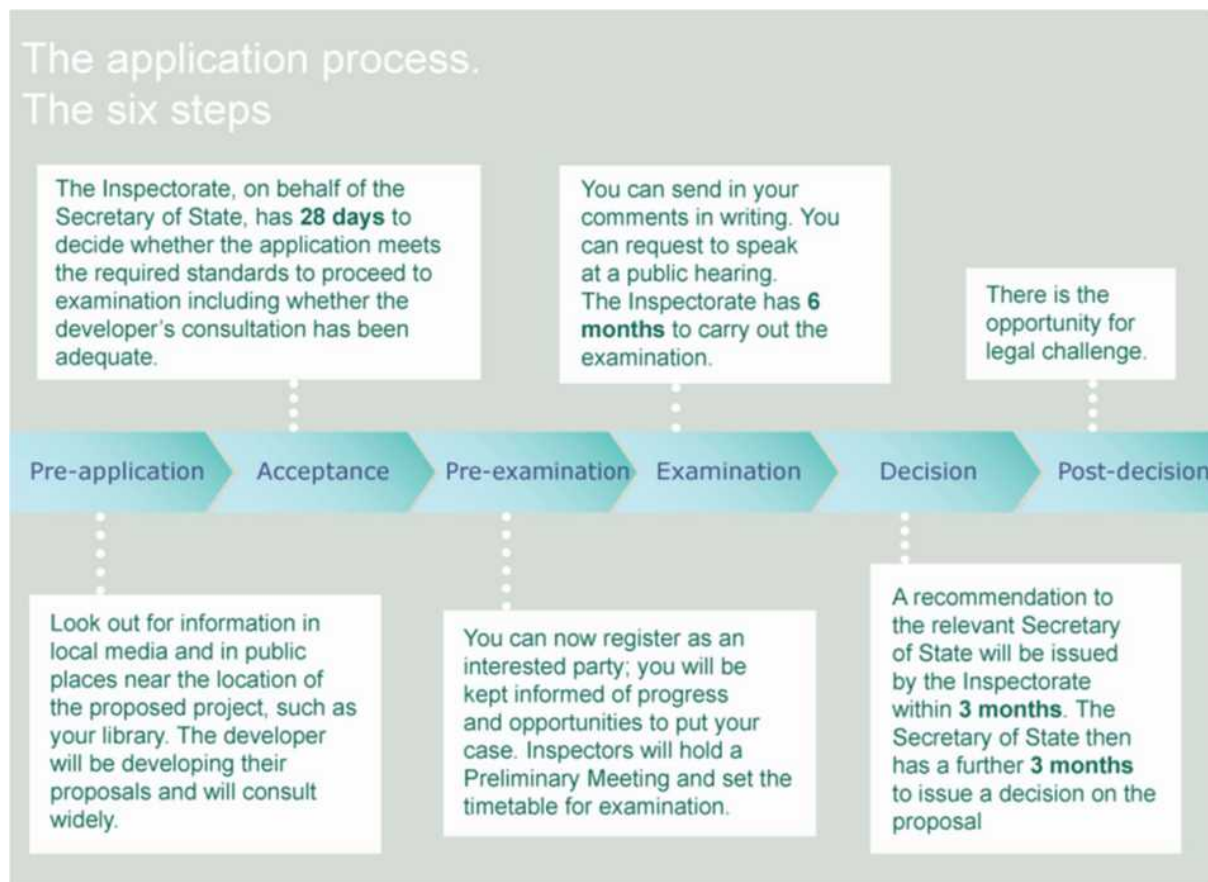 The application process.
The six steps
The Inspectorate, on behalf of the
Secretary of State, has 28 days to
decide whether the application meets
the required standards to proceed to
examination including whether the
developer's consultation has been
adequate.
You can send in your
comments in writing. You
can request to speak
at a public hearing.
The Inspectorate has 6
months to carry out the
examination.
There is the
opportunity for
legal challenge.
Pre-application
Acceptance
Pre-examination
Examination
Decision
Post-decision
Look out for information in
local media and in public
places near the location of
the proposed project, such as
your library. The developer
will be developing their
proposals and will consult
widely.
You can now register as an
interested party; you will be
kept informed of progress
and opportunities to put your
case. Inspectors will hold a
Preliminary Meeting and set the
timetable for examination.
A recommendation to
the relevant Secretary
of State will be issued
by the Inspectorate
within 3 months. The
Secretary of State then
has a further 3 months
to issue a decision on the
proposal